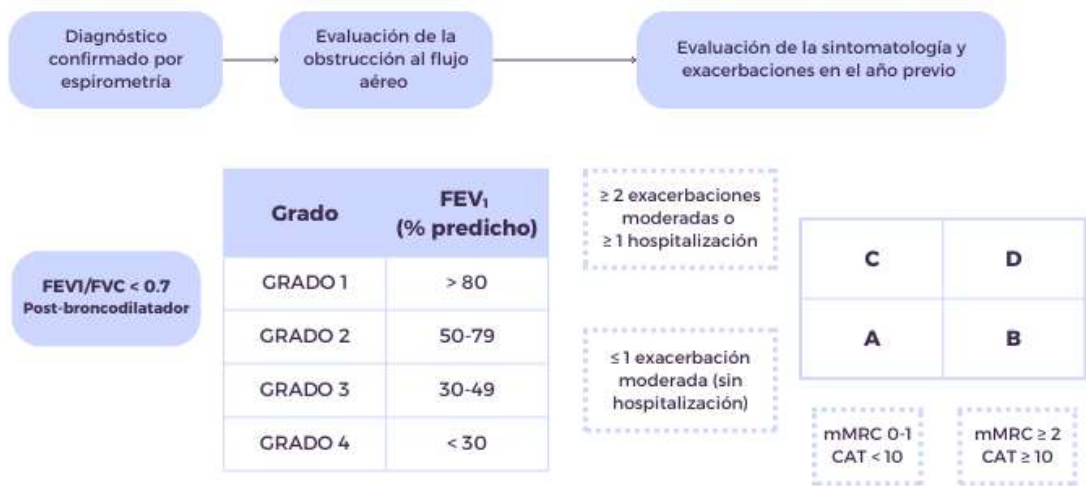 Diagnóstico
confirmado por
espirometría
Evaluación de la
obstrucción al flujo
aéreo
Evaluación de la sintomatología y
exacerbaciones en el año previo
FEV1/FVC < 0.7
Post-broncodilatador
Grado
FEV₁
(% predicho)
GRADO 1
> 80
GRADO 2
50-79
GRADO 3
30-49
GRADO 4
< 30
≥ 2 exacerbaciones
moderadas o
≥ 1 hospitalización
≤ 1 exacerbación
moderada (sin
hospitalización)
C
D
A
B
mMRC 0-1
CAT < 10
mMRC ≥ 2
CAT ≥ 10